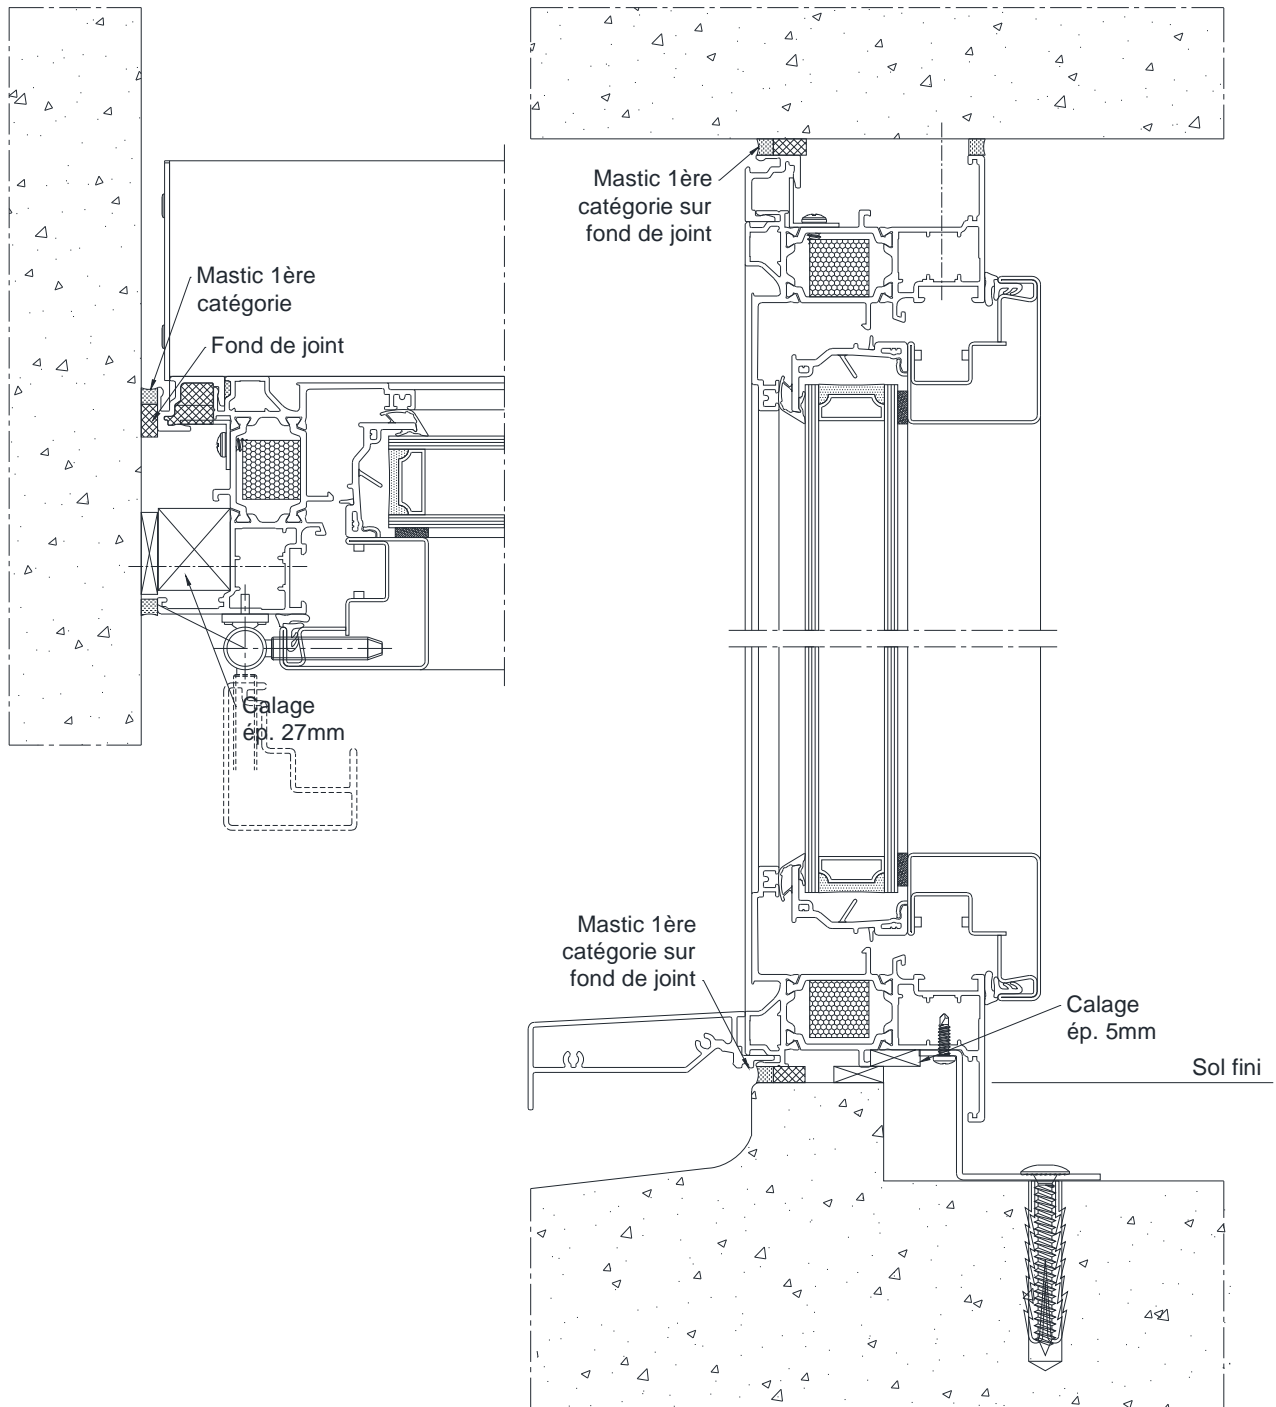 Mastic 1ère
catégorie sur
fond de joint
Mastic 1ère
catégorie
Fond de joint
Calage
ép. 27mm
Mastic 1ère
catégorie sur
fond de joint
Calage
ép. 5mm
Sol fini